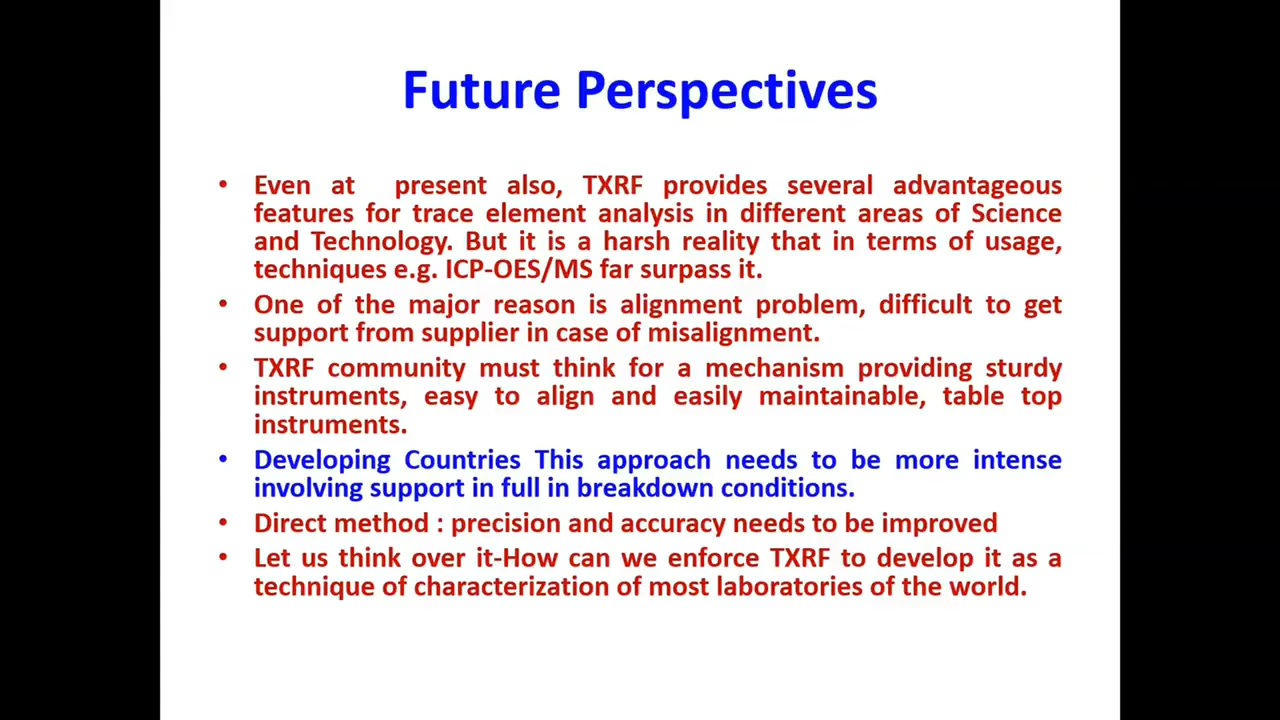 Future Perspectives
• Even at present also, TXRF provides several advantageous
features for trace element analysis in different areas of Science
and Technology. But it is a harsh reality that in terms of usage,
techniques e.g. ICP-OES/MS far surpass it.
• One of the major reason is alignment problem, difficult to get
support from supplier in case of misalignment.
• TXRF community must think for a mechanism providing sturdy
instruments, easy to align and easily maintainable, table top
instruments.
• Developing Countries This approach needs to be more intense
involving support in full in breakdown conditions.
• Direct method : precision and accuracy needs to be improved
• Let us think over it-How can we enforce TXRF to develop it as a
technique of characterization of most laboratories of the world.